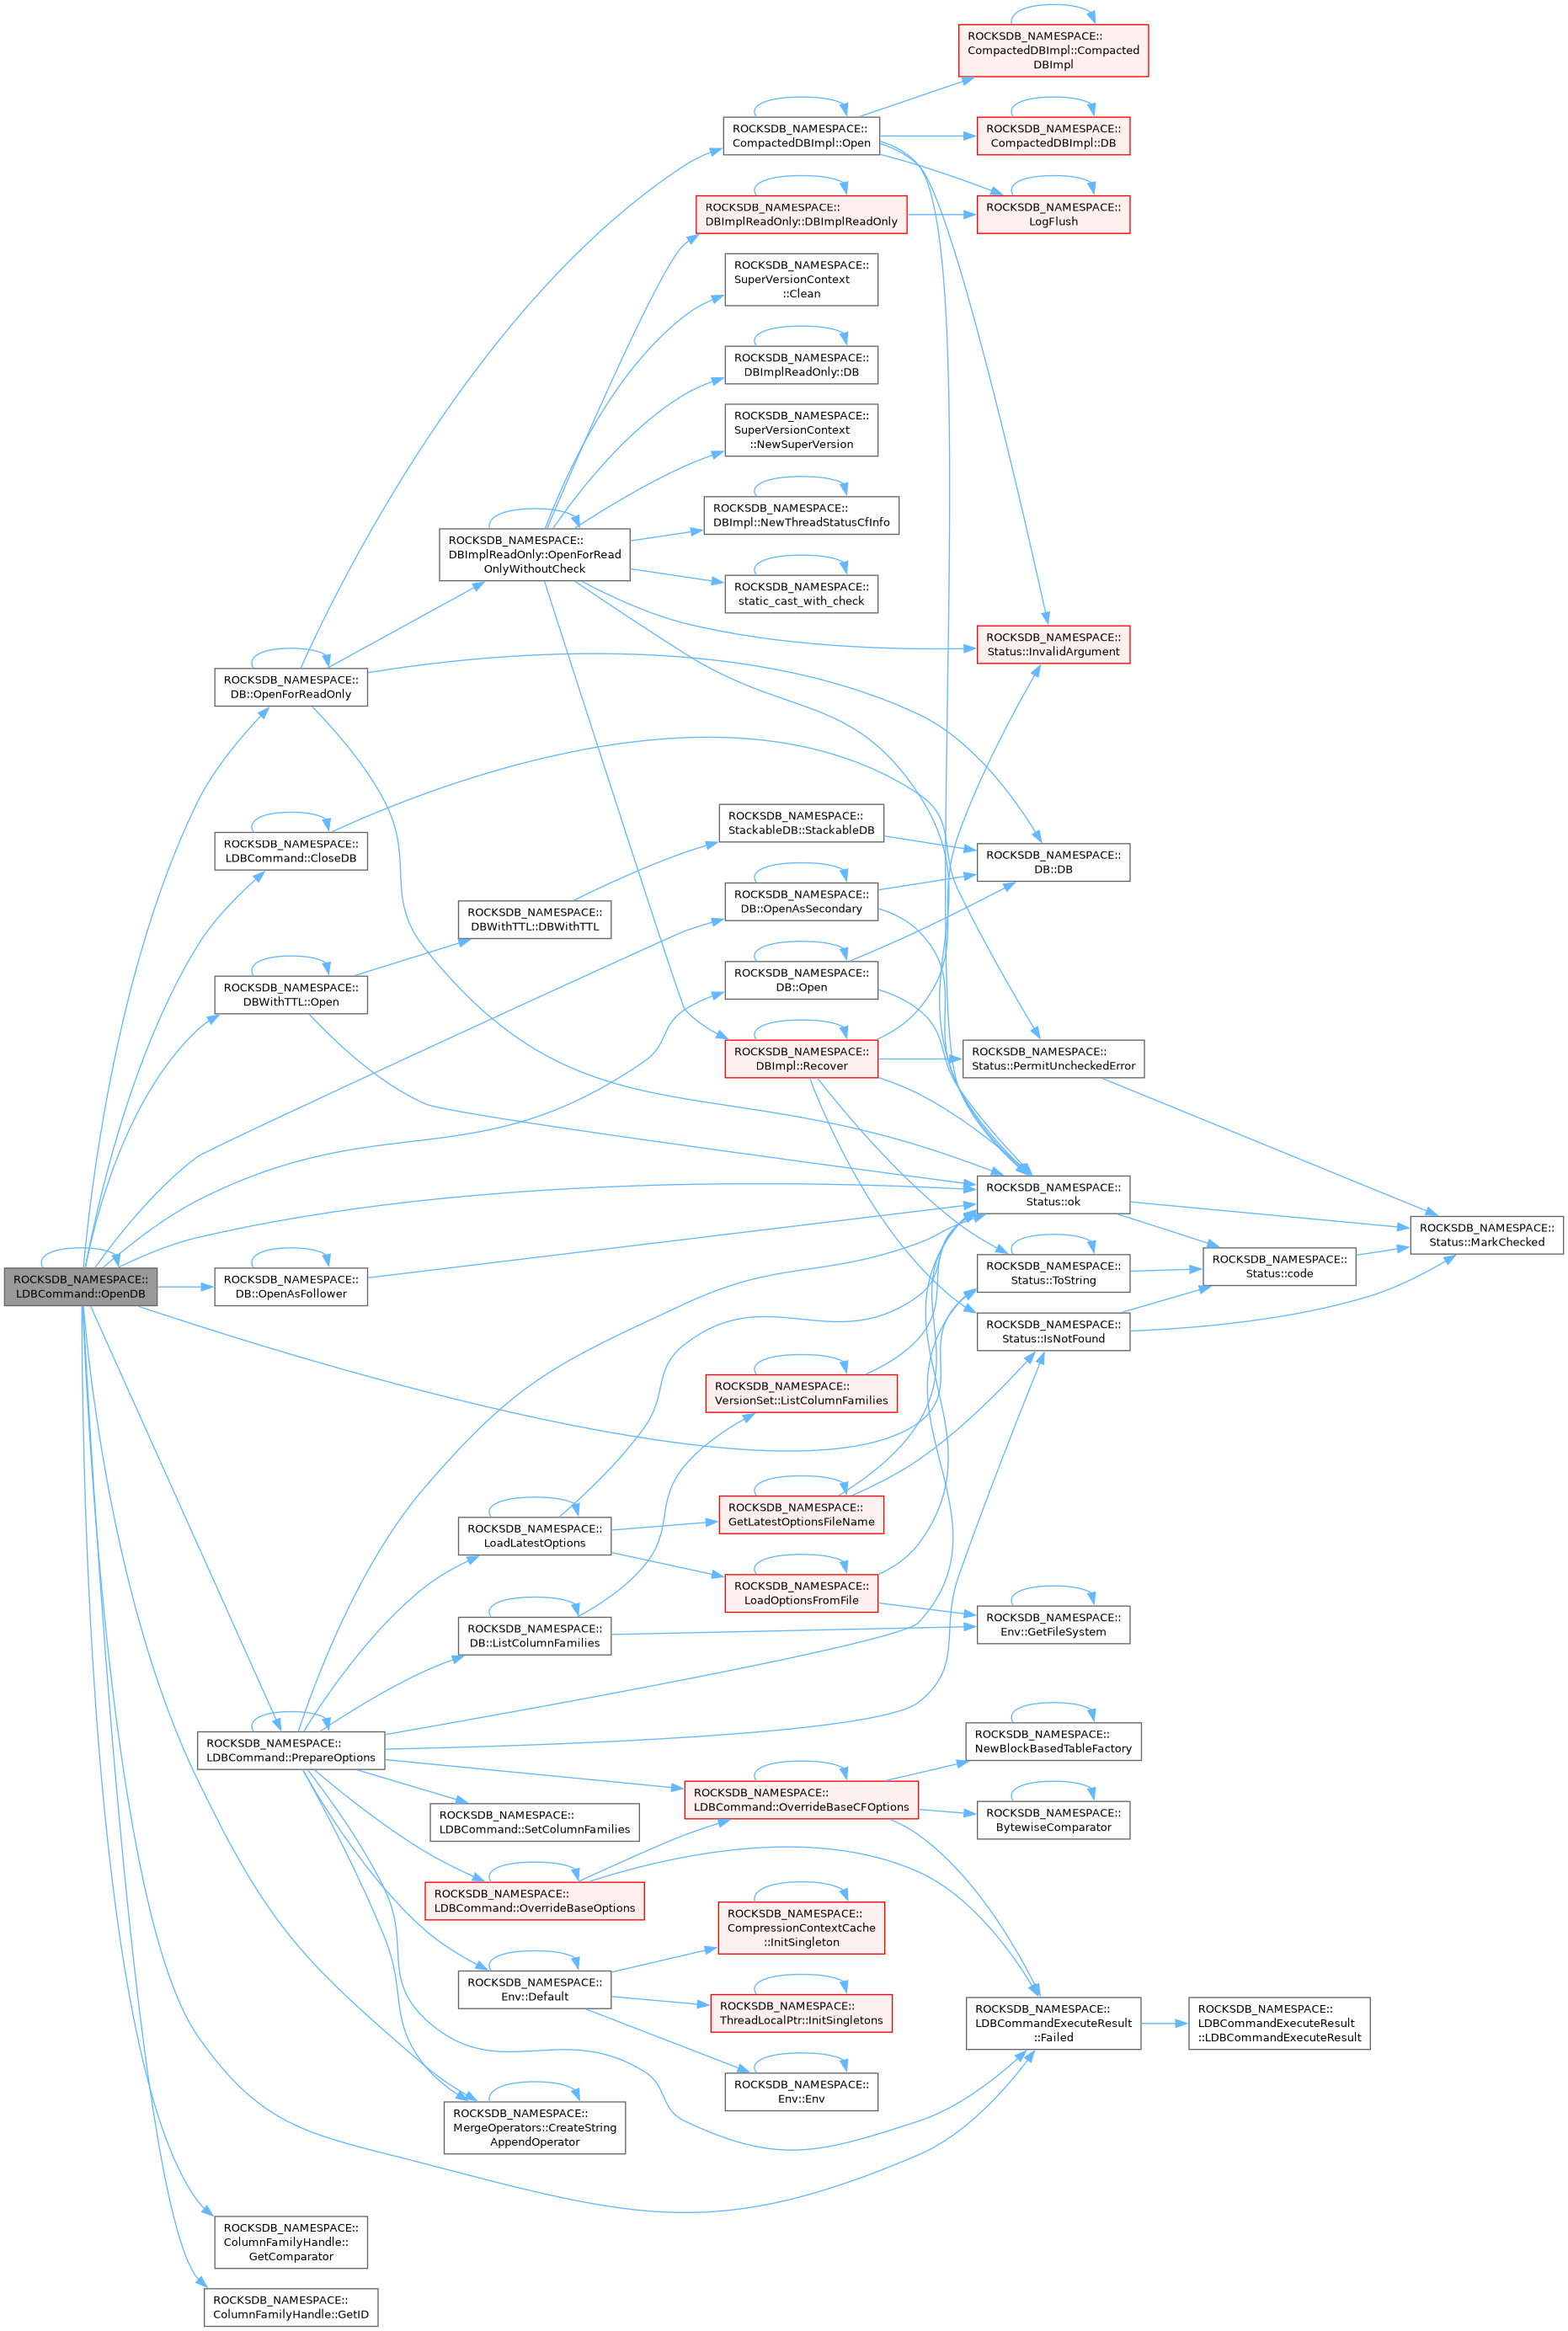 ROCKSDB_NAMESPACE::
CompactedDBImpl::Compacted
DBImpl
ROCKSDB_NAMESPACE::
CompactedDBImpl::Open
ROCKSDB_NAMESPACE::
CompactedDBImpl::DB
ROCKSDB_NAMESPACE::
DBImplReadOnly::DBImplReadOnly
ROCKSDB_NAMESPACE::
LogFlush
ROCKSDB_NAMESPACE::
SuperVersionContext
::Clean
ROCKSDB_NAMESPACE::
DBImplReadOnly::DB
ROCKSDB_NAMESPACE::
SuperVersionContext
::NewSuperVersion
ROCKSDB_NAMESPACE::
DBImpl::NewThreadStatusCfInfo
ROCKSDB_NAMESPACE::
DBImplReadOnly::OpenForRead
OnlyWithoutCheck
ROCKSDB_NAMESPACE::
static_cast_with_check
ROCKSDB_NAMESPACE::
Status::InvalidArgument
ROCKSDB_NAMESPACE::
DB::OpenForReadOnly
ROCKSDB_NAMESPACE::
StackableDB::StackableDB
ROCKSDB_NAMESPACE::
LDBCommand::CloseDB
ROCKSDB_NAMESPACE::
DB::DB
ROCKSDB_NAMESPACE::
DB::OpenAsSecondary
ROCKSDB_NAMESPACE::
DBWithTTL::DBWithTTL
ROCKSDB_NAMESPACE::
DB::Open
ROCKSDB_NAMESPACE::
DBWithTTL::Open
ROCKSDB_NAMESPACE::
DBImpl::Recover
ROCKSDB_NAMESPACE::
Status::PermitUncheckedError
ROCKSDB_NAMESPACE::
Status::ok
ROCKSDB_NAMESPACE::
Status::MarkChecked
ROCKSDB_NAMESPACE::
Status::code
ROCKSDB_NAMESPACE::
Status::ToString
ROCKSDB_NAMESPACE::
LDBCommand::OpenDB
ROCKSDB_NAMESPACE::
DB::OpenAsFollower
ROCKSDB_NAMESPACE::
Status::IsNotFound
ROCKSDB_NAMESPACE::
VersionSet::ListColumnFamilies
ROCKSDB_NAMESPACE::
GetLatestOptionsFileName
ROCKSDB_NAMESPACE::
LoadLatestOptions
ROCKSDB_NAMESPACE::
LoadOptionsFromFile
ROCKSDB_NAMESPACE::
Env::GetFileSystem
ROCKSDB_NAMESPACE::
DB::ListColumnFamilies
ROCKSDB_NAMESPACE::
NewBlockBasedTableFactory
ROCKSDB_NAMESPACE::
LDBCommand::PrepareOptions
ROCKSDB_NAMESPACE::
LDBCommand::OverrideBaseCFOptions
ROCKSDB_NAMESPACE::
LDBCommand::SetColumnFamilies
ROCKSDB_NAMESPACE::
BytewiseComparator
ROCKSDB_NAMESPACE::
LDBCommand::OverrideBaseOptions
ROCKSDB_NAMESPACE::
CompressionContextCache
::InitSingleton
ROCKSDB_NAMESPACE::
Env::Default
ROCKSDB_NAMESPACE::
ThreadLocalPtr::InitSingletons
ROCKSDB_NAMESPACE::
LDBCommandExecuteResult
::Failed
ROCKSDB_NAMESPACE::
LDBCommandExecuteResult
::LDBCommandExecuteResult
ROCKSDB_NAMESPACE::
Env::Env
ROCKSDB_NAMESPACE::
MergeOperators::CreateString
AppendOperator
ROCKSDB_NAMESPACE::
ColumnFamilyHandle::
GetComparator
ROCKSDB_NAMESPACE::
ColumnFamilyHandle::GetID